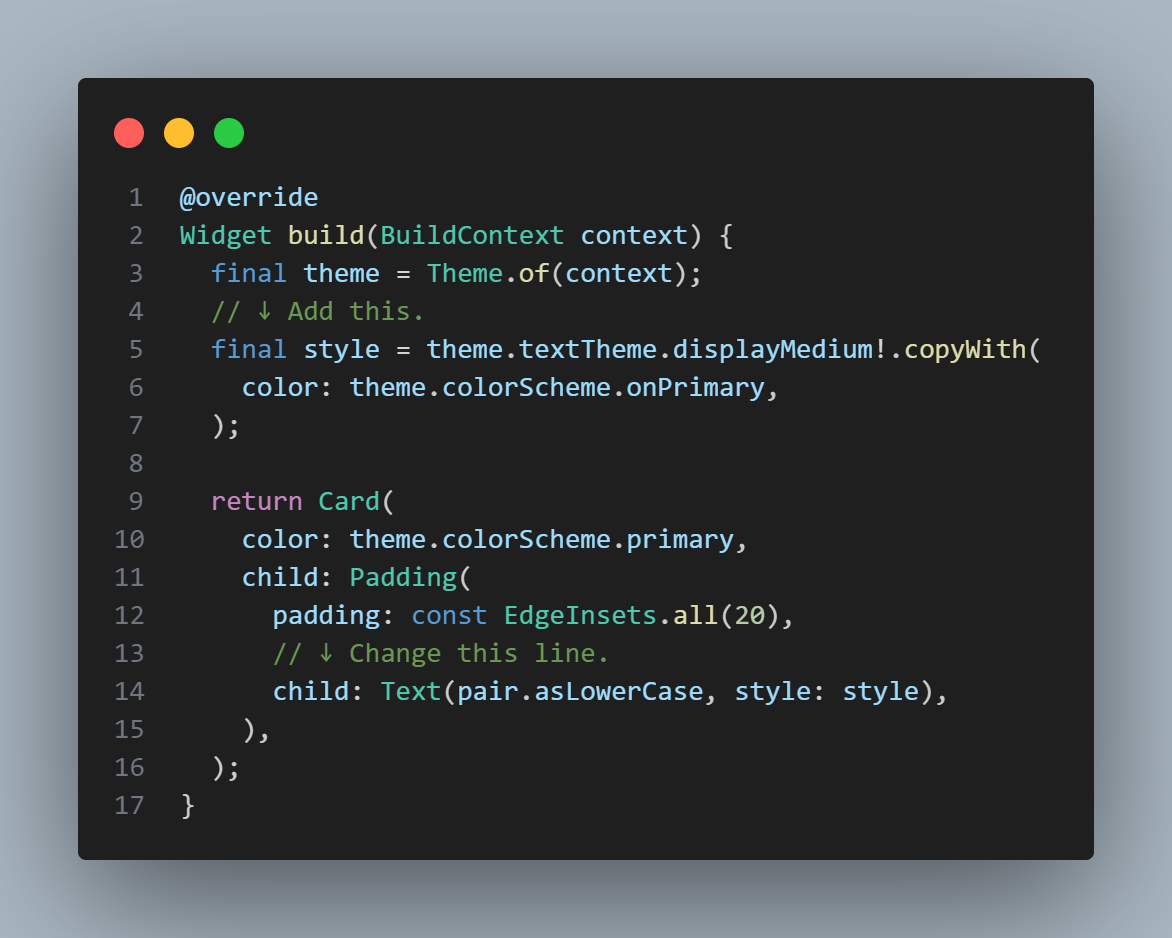 1 @override
2 Widget build(BuildContext context) {
3   final theme = Theme.of(context);
4   // ↓ Add this.
5   final style = theme.textTheme.displayMedium!.copyWith(
6     color: theme.colorScheme.onPrimary,
7   );
8
9   return Card(
10     color: theme.colorScheme.primary,
11     child: Padding(
12       padding: const EdgeInsets.all(20),
13       // ↓ Change this line.
14       child: Text(pair.asLowerCase, style: style),
15     ),
16   );
17 }